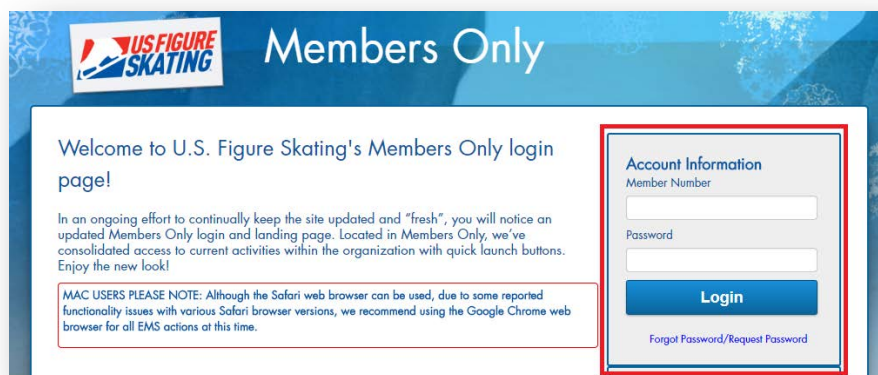 US FIGURE
SKATING
Members Only
Welcome to U.S. Figure Skating's Members Only login
page!
In an ongoing effort to continually keep the site updated and "fresh", you will notice an
updated Members Only login and landing page. Located in Members Only, we've
consolidated access to current activities within the organization with quick launch buttons.
Enjoy the new look!
MAC USERS PLEASE NOTE: Although the Safari web browser can be used, due to some reported
functionality issues with various Safari browser versions, we recommend using the Google Chrome web
browser for all EMS actions at this time.
Account Information
Member Number
Password
Login
Forgot Password/Request Password